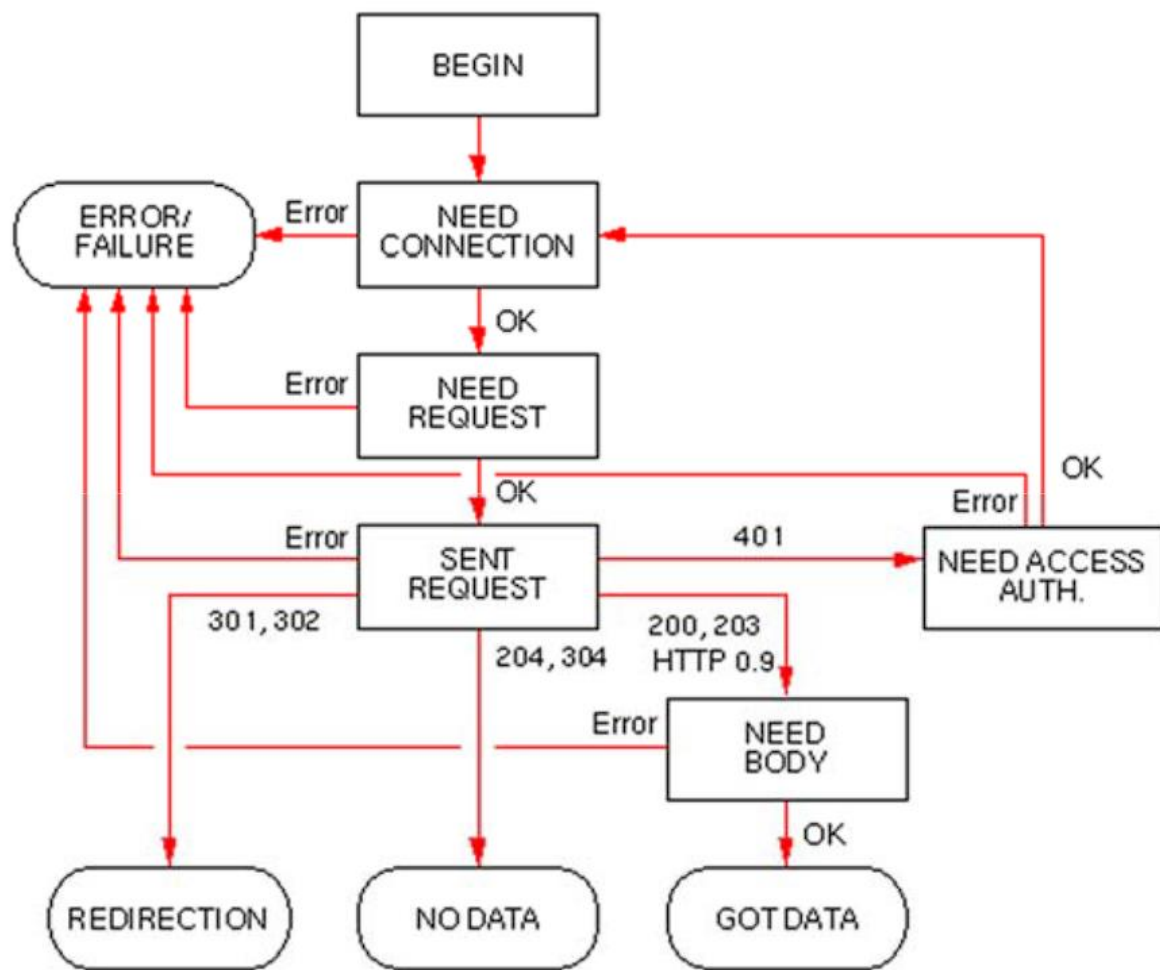 BEGIN
ERROR/
FAILURE
Error
NEED
CONNECTION
OK
Error
NEED
REQUEST
OK
OK
Error
Error
SENT
REQUEST
401
NEED ACCESS
AUTH.
301, 302
204, 304
200, 203
HTTP 0.9
Error
NEED
BODY
OK
REDIRECTION
NO DATA
GOT DATA